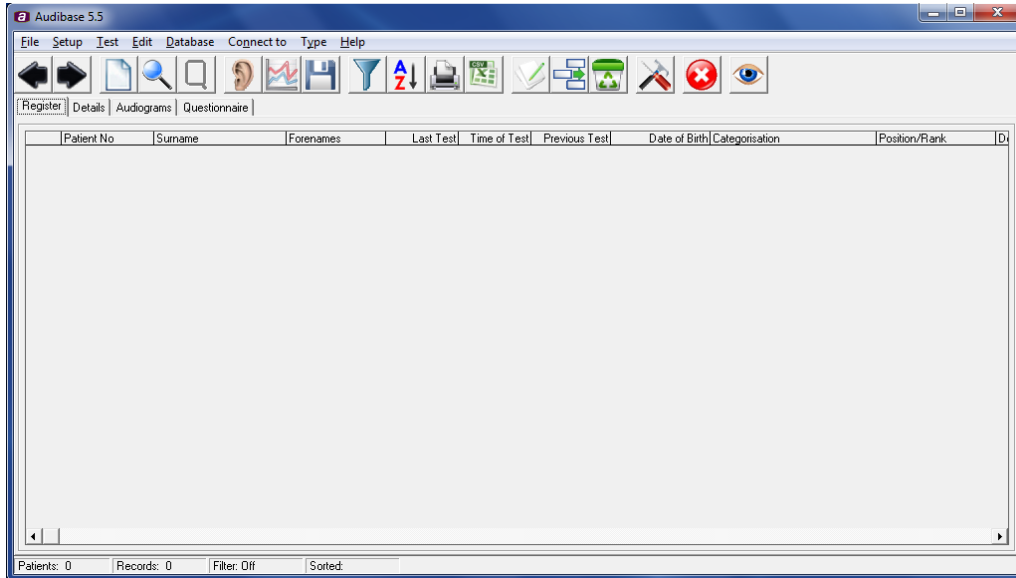 Audibase 5.5
File Setup Test Edit Database Connect to Type Help
A Z CSV
Register Details Audiograms Questionnaire
Patient No Surname Forenames Last Test Time of Test Previous Test Date of Birth Categorisation Position/Rank
Patients: 0 Records: 0 Filter: Off Sorted: